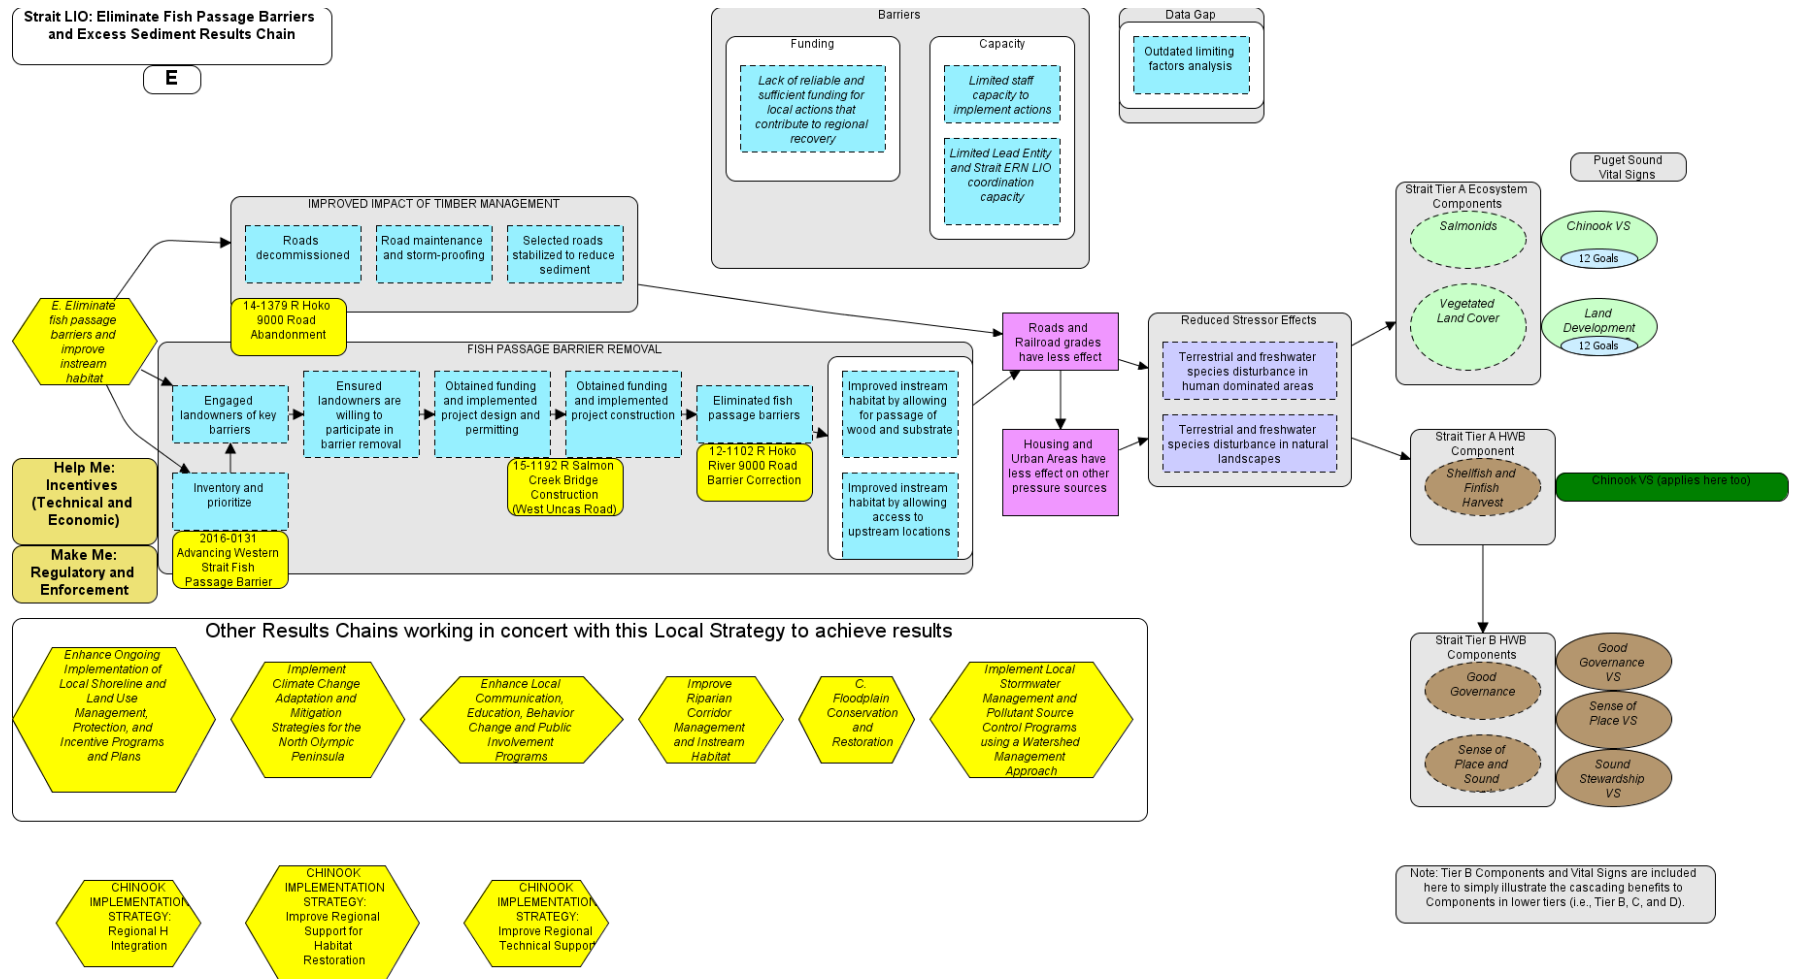 Strait LIO: Eliminate Fish Passage Barriers
and Excess Sediment Results Chain
E
Barriers
Funding
Lack of reliable and
sufficient funding for
local actions that
contribute to regional
recovery
Capacity
Limited staff
capacity to
implement actions
Limited Lead Entity
and Strait ERN LIO
coordination
capacity
Data Gap
Outdated limiting
factors analysis
Puget Sound
Vital Signs
Strait Tier A Ecosystem
Components
Salmonids
Vegetated
Land Cover
Chinook VS
12 Goals
Land
Development
12 Goals
IMPROVED IMPACT OF TIMBER MANAGEMENT
Roads
decommissioned
Road maintenance
and storm-proofing
Selected roads
stabilized to reduce
sediment
14-1379 R Hoko
9000 Road
Abandonment
E. Eliminate
fish passage
barriers and
improve
instream
habitat
FISH PASSAGE BARRIER REMOVAL
Engaged
landowners of key
barriers
Ensured
landowners are
willing to
participate in
barrier removal
Obtained funding
and implemented
project design and
permitting
Obtained funding
and implemented
project construction
Eliminated fish
passage barriers
Improved instream
habitat by allowing
for passage of
wood and substrate
Improved instream
habitat by allowing
access to
upstream locations
Inventory and
prioritize
2016-0131
Advancing Western
Strait Fish
Passage Barrier
15-1192 R Salmon
Creek Bridge
Construction
(West Uncas Road)
12-1102 R Hoko
River 9000 Road
Barrier Correction
Help Me:
Incentives
(Technical and
Economic)
Make Me:
Regulatory and
Enforcement
Roads and
Railroad grades
have less effect
Housing and
Urban Areas have
less effect on other
pressure sources
Reduced Stressor Effects
Terrestrial and freshwater
species disturbance in
human dominated areas
Terrestrial and freshwater
species disturbance in natural
landscapes
Strait Tier A HWB
Component
Shellfish and
Finfish
Harvest
Chinook VS (applies here too)
Strait Tier B HWB
Components
Good
Governance
Sense of
Place and
Sound
Good
Governance
VS
Sense of
Place VS
Sound
Stewardship
VS
Other Results Chains working in concert with this Local Strategy to achieve results
Enhance Ongoing
Implementation of
Local Shoreline and
Land Use
Management,
Protection, and
Incentive Programs
and Plans
Implement
Climate Change
Adaptation and
Mitigation
Strategies for the
North Olympic
Peninsula
Enhance Local
Communication,
Education, Behavior
Change and Public
Involvement
Programs
Improve
Riparian
Corridor
Management
and Instream
Habitat
C.
Floodplain
Conservation
and
Restoration
Implement Local
Stormwater
Management and
Pollutant Source
Control Programs
using a Watershed
Management
Approach
CHINOOK
IMPLEMENTATION
STRATEGY:
Regional H
Integration
CHINOOK
IMPLEMENTATION
STRATEGY:
Improve Regional
Support for
Habitat
Restoration
CHINOOK
IMPLEMENTATION
STRATEGY:
Improve Regional
Technical Support
Note: Tier B Components and Vital Signs are included
here to simply illustrate the cascading benefits to
Components in lower tiers (i.e., Tier B, C, and D).